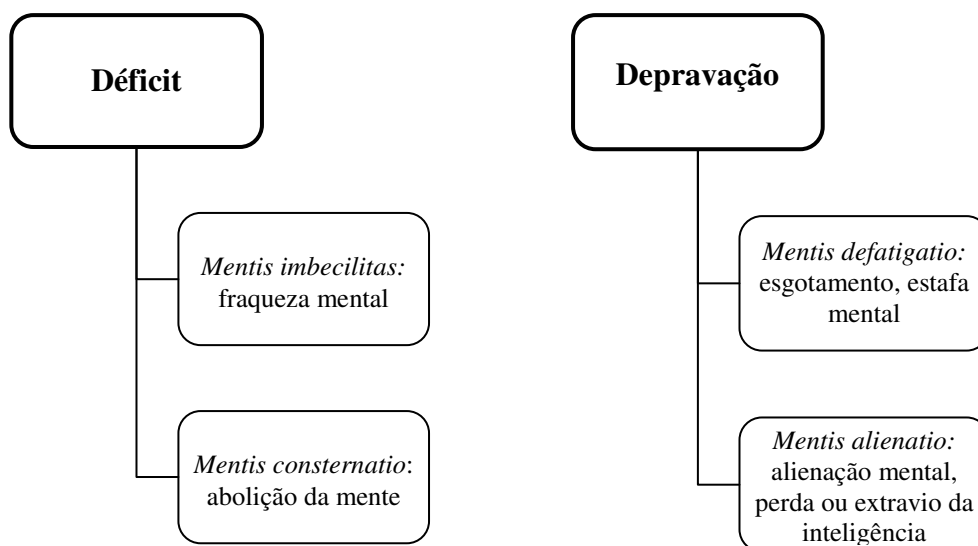 Déficit
Mentis imbecilitas:
fraqueza mental
Mentis consternatio:
abolição da mente
Depravação
Mentis defatigatio:
esgotamento, estafa
mental
Mentis alienatio:
alienação mental,
perda ou extravio da
inteligência